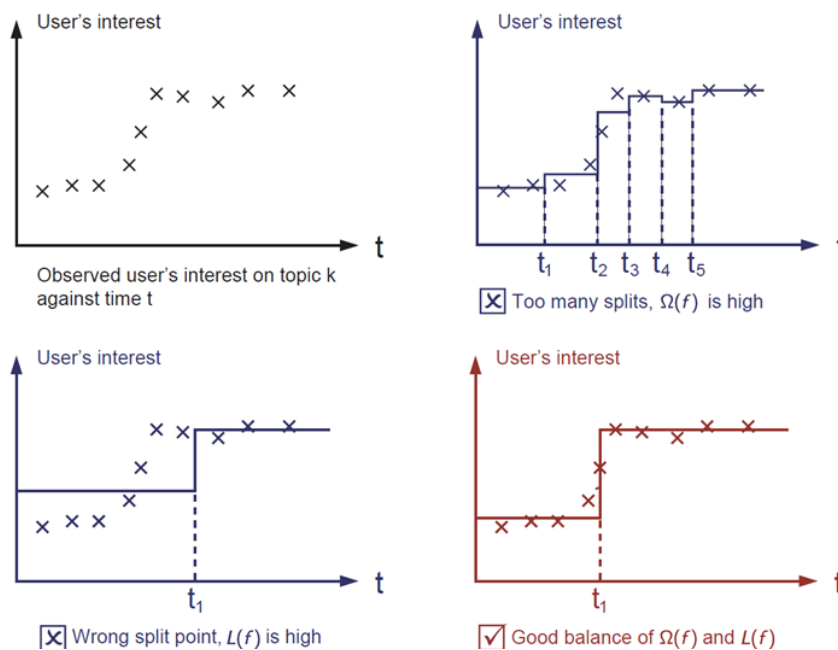 User's interest
t
Observed user's interest on topic k
against time t
User's interest
t₁ t₂ t₃ t₄ t₅
☒ Too many splits, Ω(f) is high
User's interest
t
t₁
☒ Wrong split point, L(f) is high
User's interest
t₁
☑ Good balance of Ω(f) and L(f)